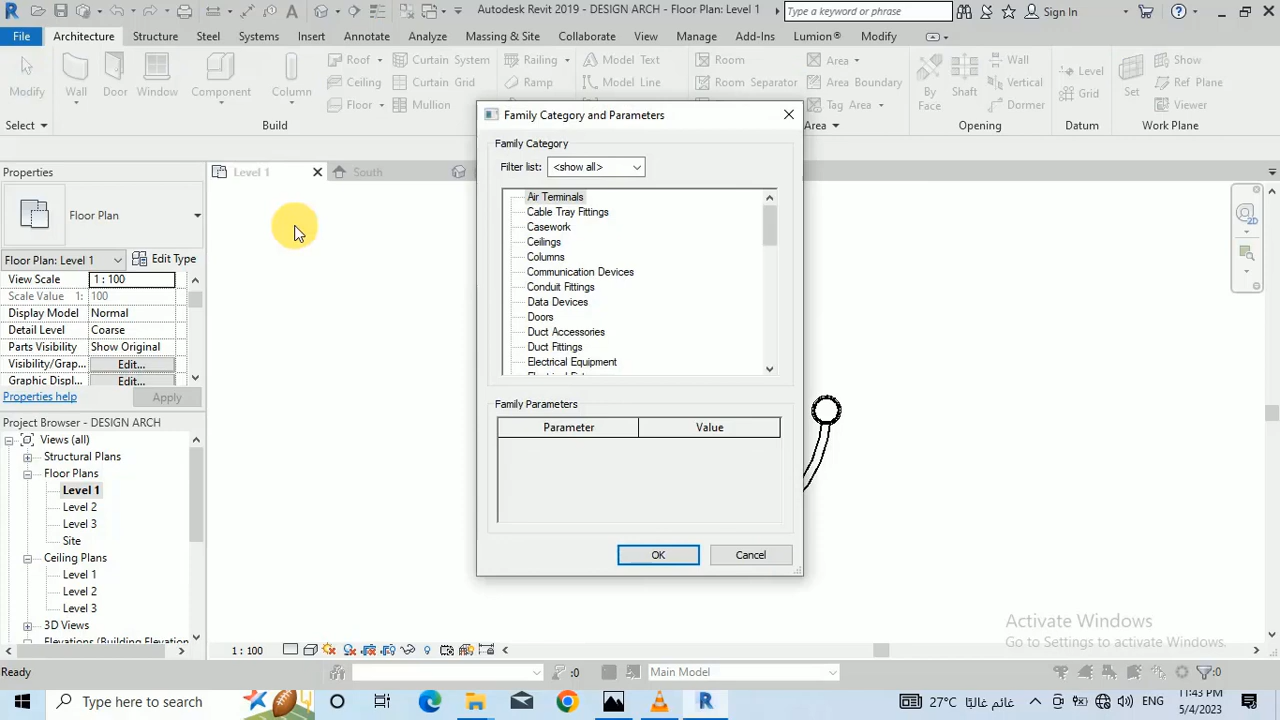 Autodesk Revit 2019 - DESIGN ARCH - Floor Plan: Level 1
Type a keyword or phrase
Sign In
File Architecture Structure Steel Systems Insert Annotate Analyze Massing & Site Collaborate View Manage Add-Ins Lumion® Modify
Modify
Wall
Door
Window
Component
Column
Roof
Ceiling
Floor
Curtain System
Curtain Grid
Mullion
Railing
Ramp
Model Text
Model Line
Room
Room Separator
Area
Area Boundary
Tag Area
By
Face
Shaft
Wall
Vertical
Dormer
Level
Grid
Set
Show
Ref Plane
Select
Build
Area
Opening
Datum
Work Plane
Properties
Floor Plan
Floor Plan: Level 1
Edit Type
View Scale 1 : 100
Scale Value 1: 100
Display Model Normal
Detail Level Coarse
Parts Visibility Show Original
Visibility/Grap... Edit...
Graphic Displ... Edit...
Properties help
Apply
Project Browser - DESIGN ARCH
Views (all)
Structural Plans
Floor Plans
Level 1
Level 2
Level 3
Site
Ceiling Plans
Level 1
Level 2
Level 3
3D Views
Elevations (Building Elevation
Level 1
South
Family Category and Parameters
Family Category
Filter list: <show all>
Air Terminals
Cable Tray Fittings
Casework
Ceilings
Columns
Communication Devices
Conduit Fittings
Data Devices
Doors
Duct Accessories
Duct Fittings
Electrical Equipment
Family Parameters
Parameter Value
OK
Cancel
2D
Activate Windows
Go to Settings to activate Windows.
1 : 100
Ready
:0
Main Model
:0
Type here to search
27°C غائم غالبًا
ENG
11:43 PM
5/4/2023